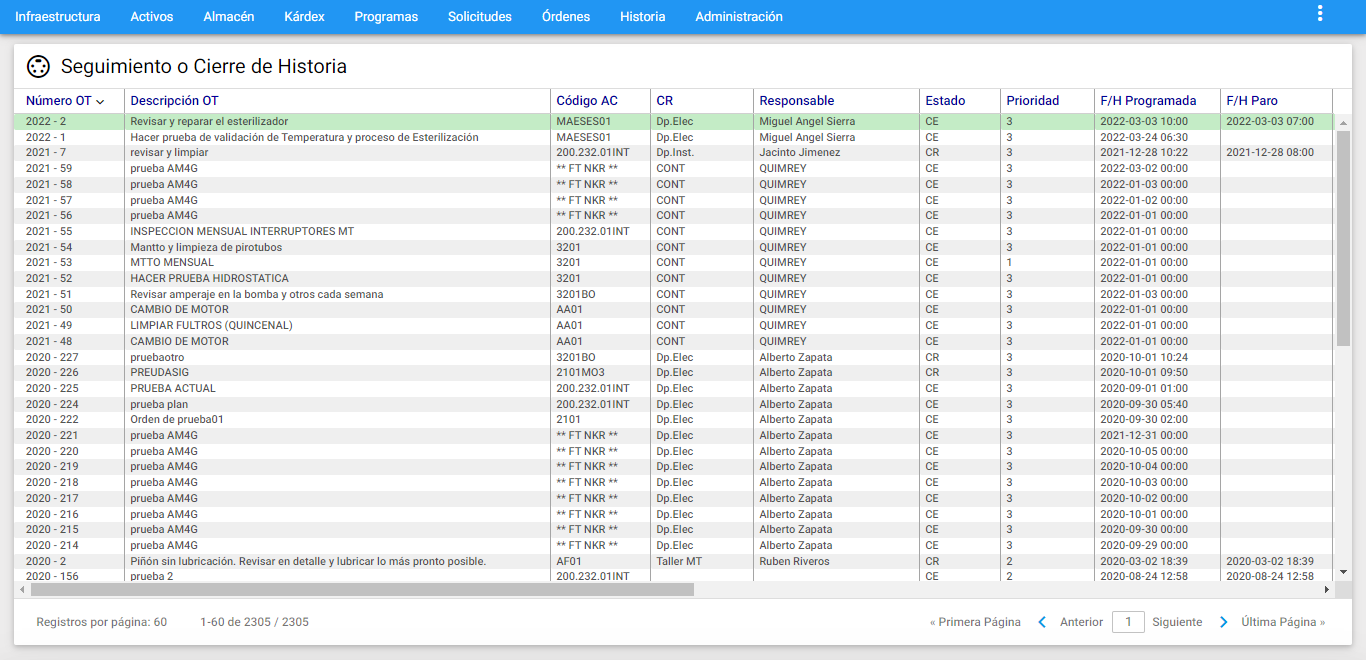 Infraestructura Activos Almacén Kárdex Programas Solicitudes Órdenes Historia Administración
Seguimiento o Cierre de Historia
Número OT Descripción OT Código AC CR Responsable Estado Prioridad F/H Programada F/H Paro
2022 - 2 Revisar y reparar el esterilizador MAESES01 Dp.Elec Miguel Angel Sierra CE 3 2022-03-03 10:00 2022-03-03 07:00
2022 - 1 Hacer prueba de validación de Temperatura y proceso de Esterilización MAESES01 Dp.Elec Miguel Angel Sierra CE 3 2022-03-24 06:30
2021 - 7 revisar y limpiar 200.232.01INT Dp.Inst. Jacinto Jimenez CR 3 2021-12-28 10:22 2021-12-28 08:00
2021 - 59 prueba AM4G ** FT NKR ** CONT QUIMREY CE 3 2022-03-02 00:00
2021 - 58 prueba AM4G ** FT NKR ** CONT QUIMREY CE 3 2022-01-03 00:00
2021 - 57 prueba AM4G ** FT NKR ** CONT QUIMREY CE 3 2022-01-02 00:00
2021 - 56 prueba AM4G ** FT NKR ** CONT QUIMREY CE 3 2022-01-01 00:00
2021 - 55 INSPECCION MENSUAL INTERRUPTORES MT 200.232.01INT CONT QUIMREY CE 3 2022-01-01 00:00
2021 - 54 Mantto y limpieza de pirotubos 3201 CONT QUIMREY CE 3 2022-01-01 00:00
2021 - 53 MTTO MENSUAL 3201 CONT QUIMREY CE 1 2022-01-01 00:00
2021 - 52 HACER PRUEBA HIDROSTATICA 3201 CONT QUIMREY CE 3 2022-01-01 00:00
2021 - 51 Revisar amperaje en la bomba y otros cada semana 3201BO CONT QUIMREY CE 3 2022-01-03 00:00
2021 - 50 CAMBIO DE MOTOR AA01 CONT QUIMREY CE 3 2022-01-01 00:00
2021 - 49 LIMPIAR FULTROS (QUINCENAL) AA01 CONT QUIMREY CE 3 2022-01-01 00:00
2021 - 48 CAMBIO DE MOTOR AA01 CONT QUIMREY CE 3 2022-01-01 00:00
2020 - 227 pruebaotro 3201BO Dp.Elec Alberto Zapata CR 3 2020-10-01 10:24
2020 - 226 PREUDASIG 2101MO3 Dp.Elec Alberto Zapata CR 3 2020-10-01 09:50
2020 - 225 PRUEBA ACTUAL 200.232.01INT Dp.Elec Alberto Zapata CE 3 2020-09-01 01:00
2020 - 224 prueba plan 200.232.01INT Dp.Elec Alberto Zapata CE 3 2020-09-30 05:40
2020 - 222 Orden de prueba01 2101 Dp.Elec Alberto Zapata CE 3 2020-09-30 02:00
2020 - 221 prueba AM4G ** FT NKR ** Dp.Elec Alberto Zapata CE 3 2021-12-31 00:00
2020 - 220 prueba AM4G ** FT NKR ** Dp.Elec Alberto Zapata CE 3 2020-10-05 00:00
2020 - 219 prueba AM4G ** FT NKR ** Dp.Elec Alberto Zapata CE 3 2020-10-04 00:00
2020 - 218 prueba AM4G ** FT NKR ** Dp.Elec Alberto Zapata CE 3 2020-10-03 00:00
2020 - 217 prueba AM4G ** FT NKR ** Dp.Elec Alberto Zapata CE 3 2020-10-02 00:00
2020 - 216 prueba AM4G ** FT NKR ** Dp.Elec Alberto Zapata CE 3 2020-10-01 00:00
2020 - 215 prueba AM4G ** FT NKR ** Dp.Elec Alberto Zapata CE 3 2020-09-30 00:00
2020 - 214 prueba AM4G ** FT NKR ** Dp.Elec Alberto Zapata CE 3 2020-09-29 00:00
2020 - 2 Piñón sin lubricación. Revisar en detalle y lubricar lo más pronto posible. AF01 Taller MT Ruben Riveros CR 2 2020-03-02 18:39 2020-03-02 18:39
2020 - 156 prueba 2 200.232.01INT CE 2 2020-08-24 12:58 2020-08-24 12:58
Registros por página: 60 1-60 de 2305 / 2305 « Primera Página Anterior 1 Siguiente Última Página »